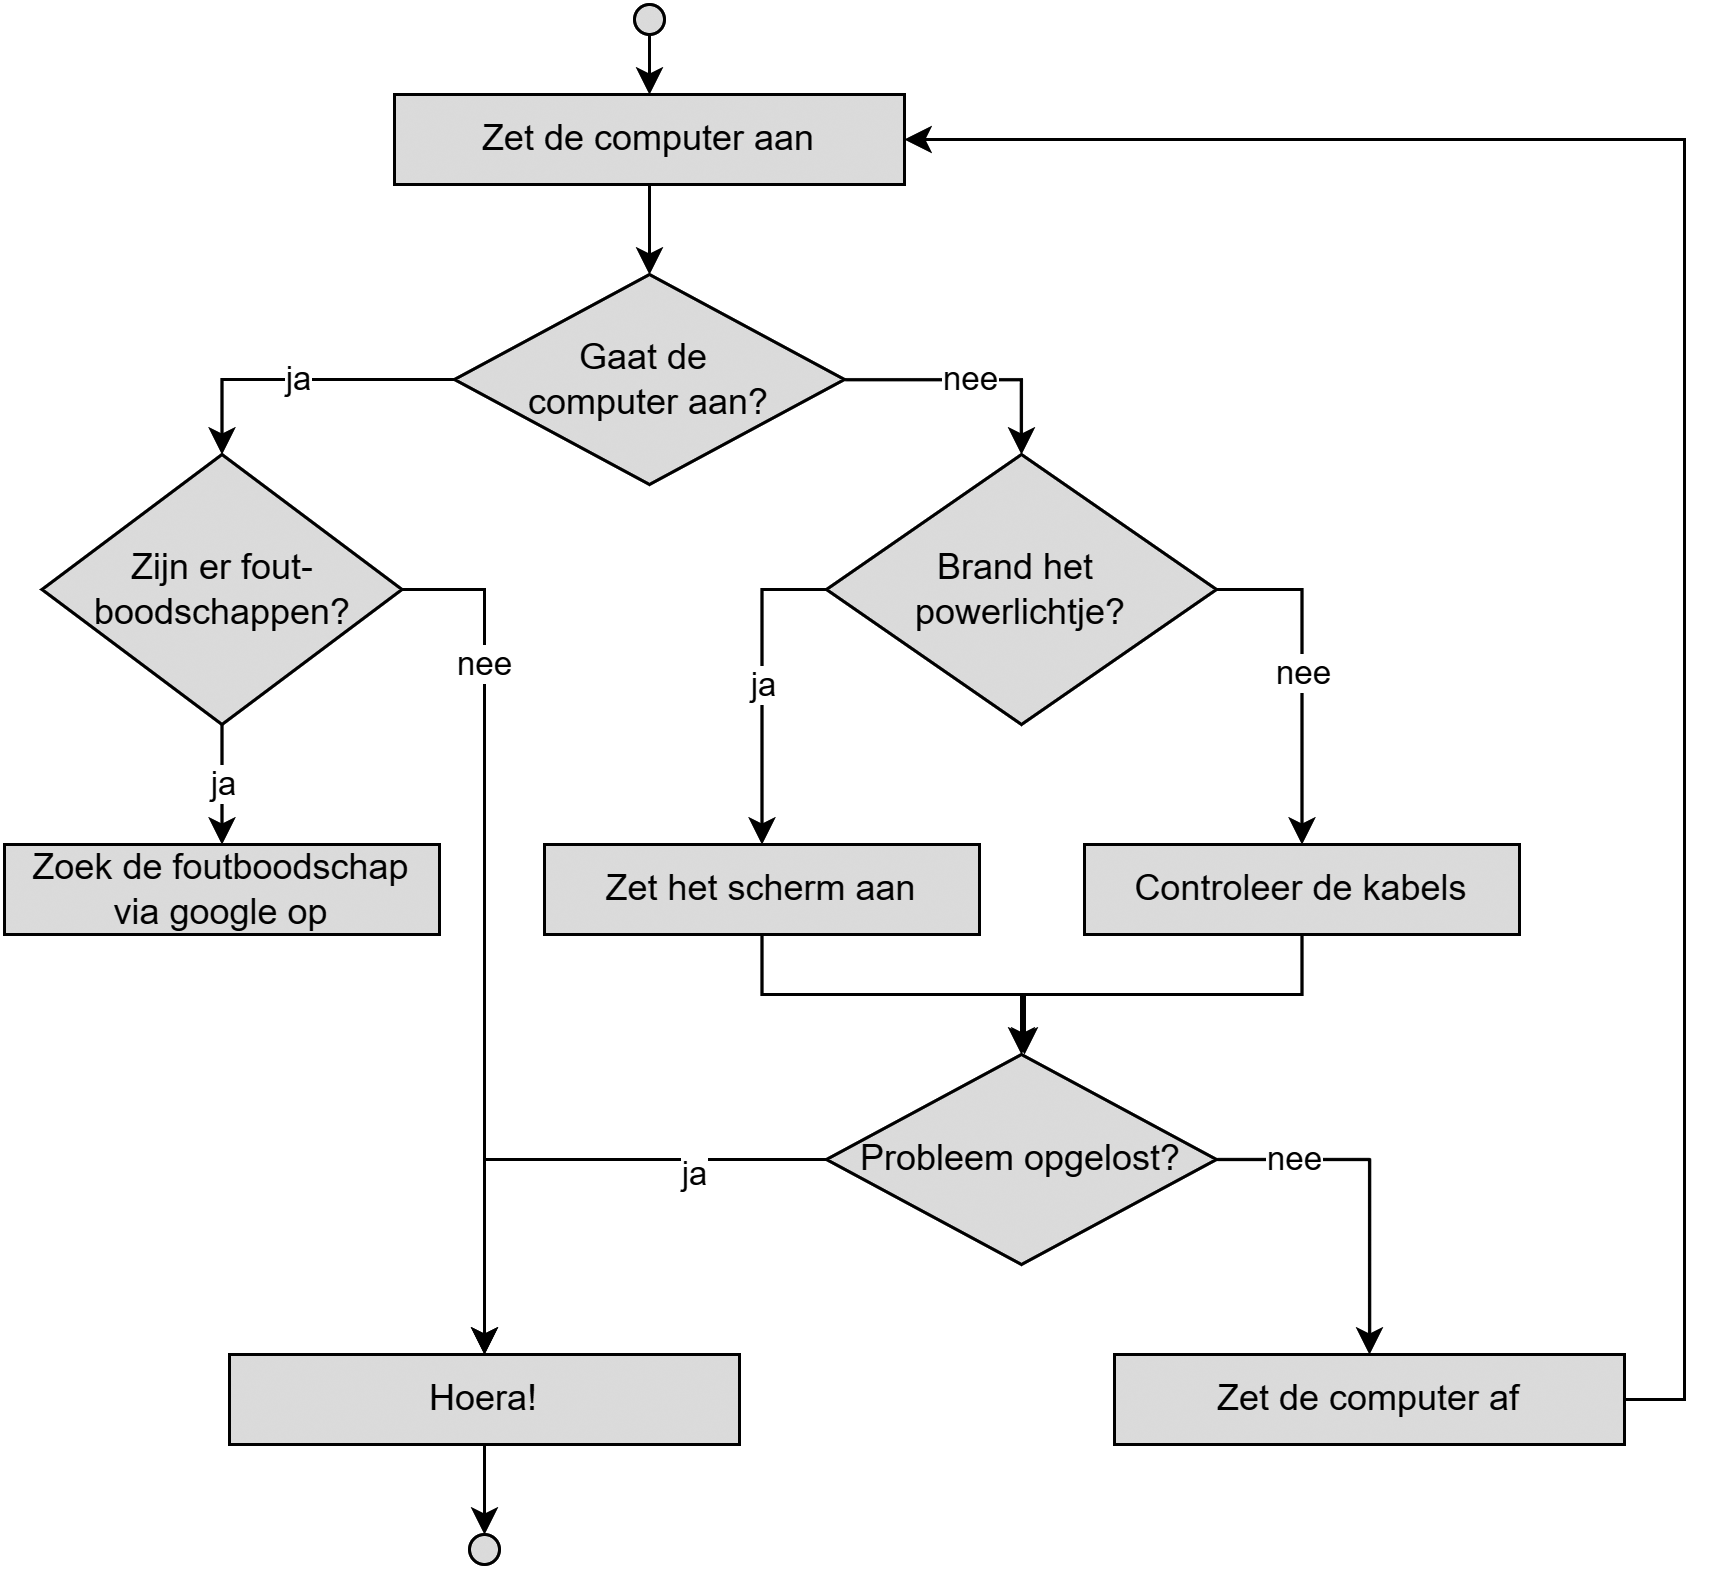 Zet de computer aan
Gaat de
computer aan?
ja
nee
Zijn er fout-
boodschappen?
Brand het
powerlichtje?
nee
ja
nee
ja
Zoek de foutboodschap
via google op
Zet het scherm aan
Controleer de kabels
Probleem opgelost?
ja
nee
Hoera!
Zet de computer af